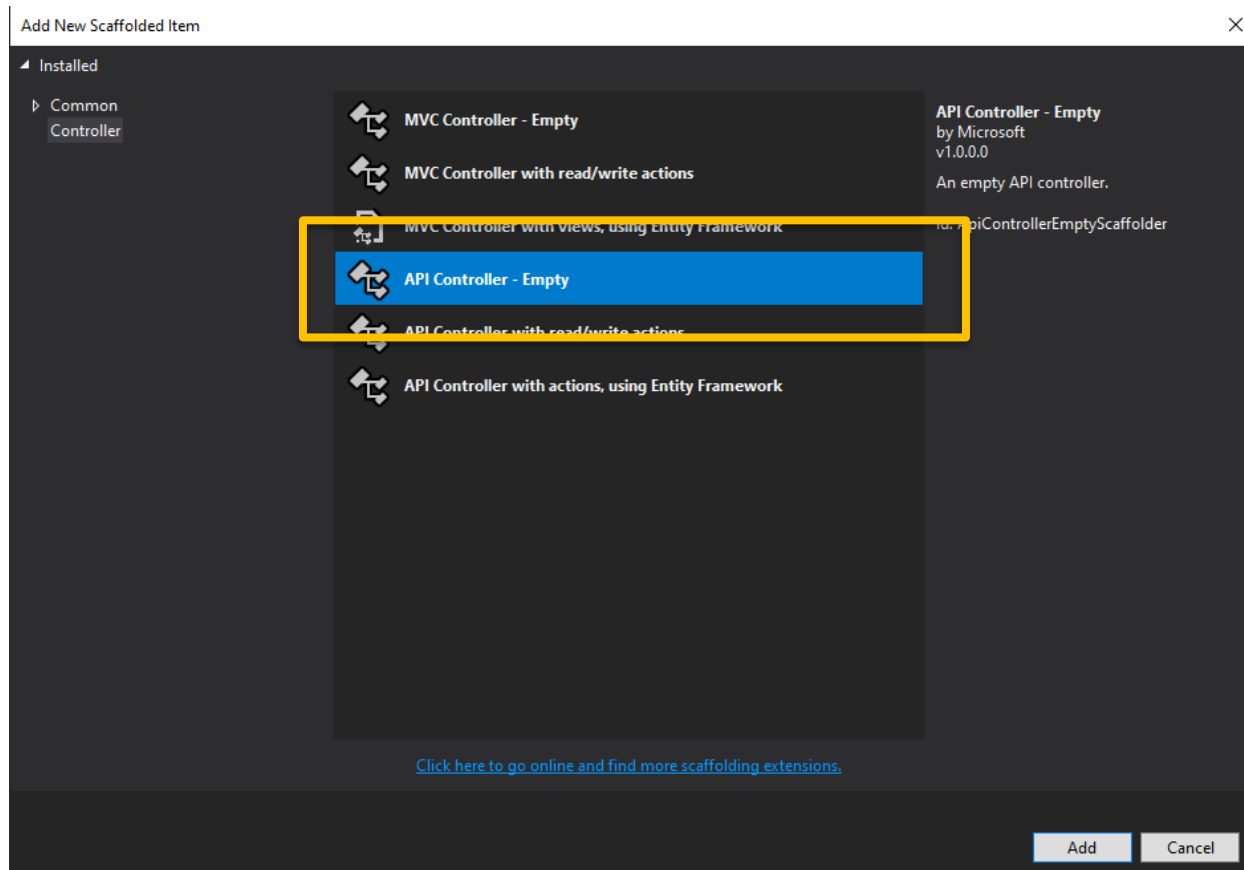 Add New Scaffolded Item
Installed
Common
Controller
MVC Controller - Empty
MVC Controller with read/write actions
MVC Controller with views, using Entity Framework
API Controller - Empty
API Controller with read/write actions
API Controller with actions, using Entity Framework
API Controller - Empty
by Microsoft
v1.0.0.0
An empty API controller.
Id: ApiControllerEmptyScaffolder
Click here to go online and find more scaffolding extensions.
Add
Cancel